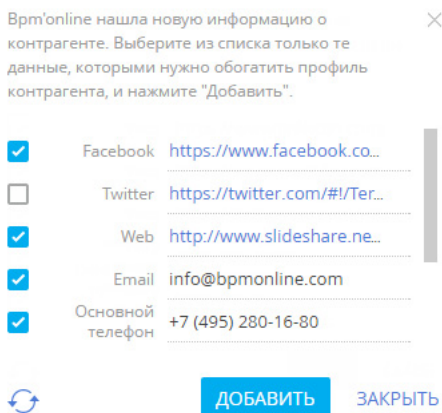 Bpm'online нашла новую информацию о
контрагенте. Выберите из списка только те
данные, которыми нужно обогатить профиль
контрагента, и нажмите "Добавить".
Facebook https://www.facebook.co...
Twitter https://twitter.com/#!/Ter...
Web http://www.slideshare.ne...
Email info@bpmonline.com
Основной
телефон +7 (495) 280-16-80
ДОБАВИТЬ ЗАКРЫТЬ